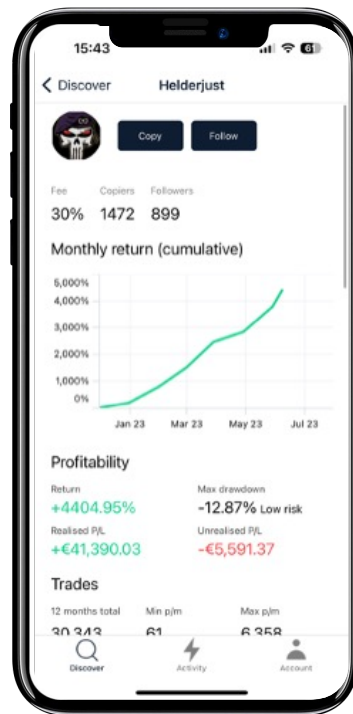 15:43
61
Discover Helderjust
Copy Follow
Fee Copiers Followers
30% 1472 899
Monthly return (cumulative)
5,000%
4,000%
3,000%
2,000%
1,000%
0%
Jan 23 Mar 23 May 23 Jul 23
Profitability
Return Max drawdown
+4404.95% -12.87% Low risk
Realised P/L Unrealised P/L
+€41,390.03 -€5,591.37
Trades
12 months total Min p/m Max p/m
30,343 61 6,358
Discover Activity Account